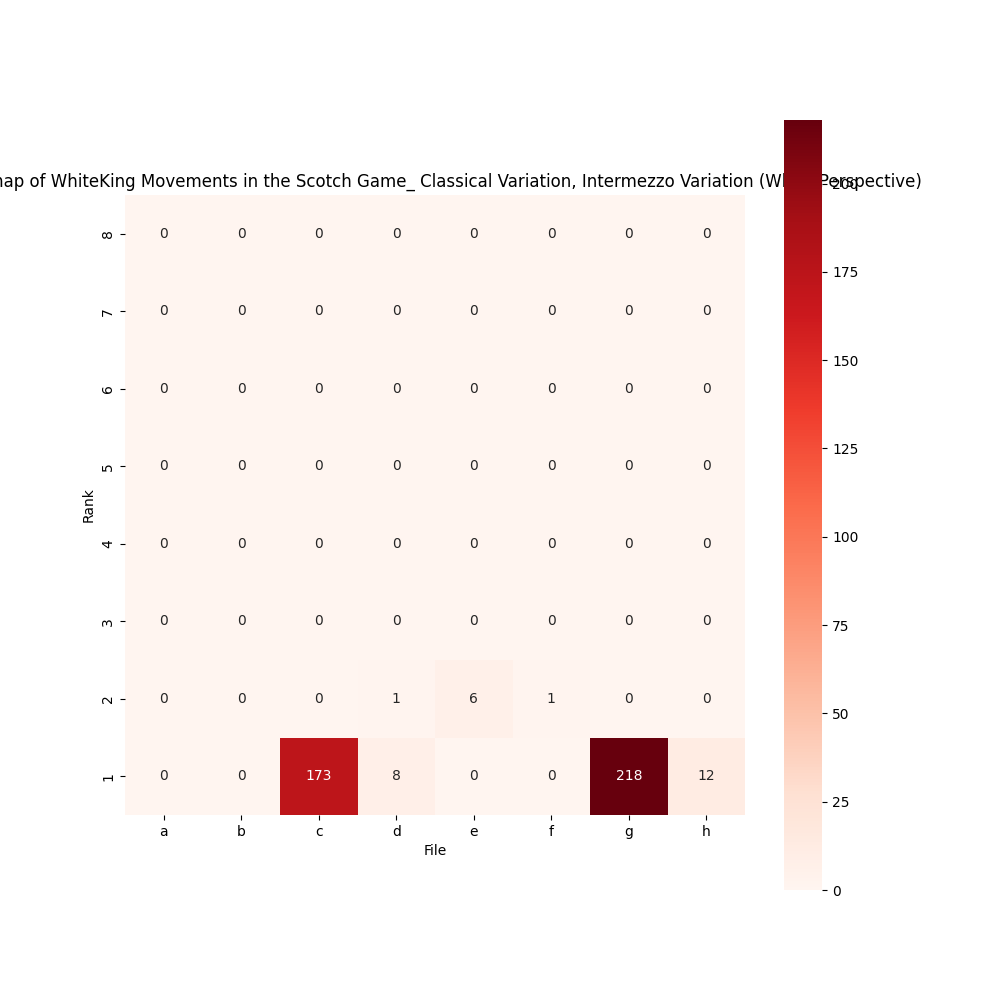 of WhiteKing Movements in the Scotch Game_ Classical Variation, Intermezzo Variation Perspective)
200
8 0 0 0 0 0 0 0 0
7 0 0 0 0 0 0 0 0
175
6 0 0 0 0 0 0 0 0
150
5 0 0 0 0 0 0 0 0
125
Rank
4 0 0 0 0 0 0 0 0
100
3 0 0 0 0 0 0 0 0
75
2 0 0 0 1 6 1 0 0
50
1 0 0 173 8 0 0 218 12
25
a b c d e f g h
File
0